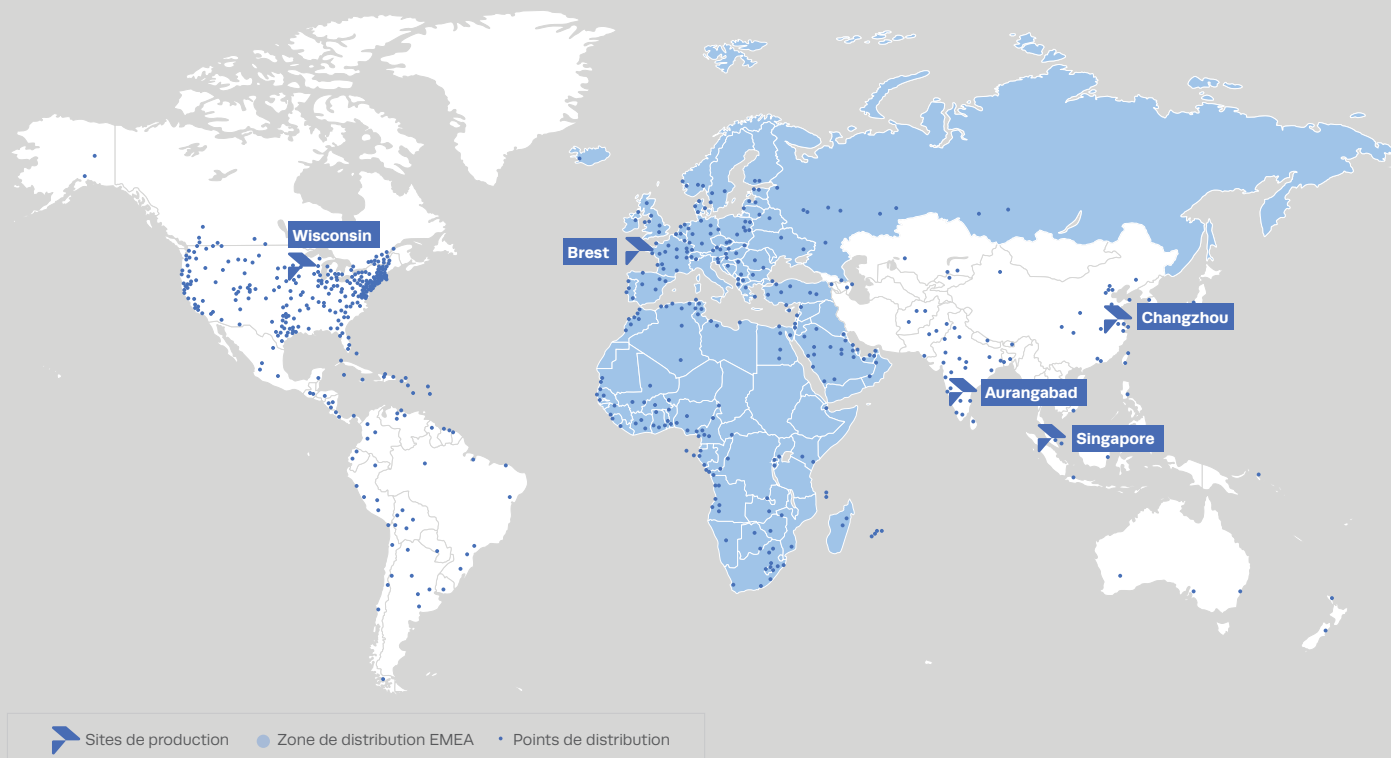 Wisconsin
Brest
Changzhou
Aurangabad
Singapore
Sites de production
Zone de distribution EMEA
Points de distribution